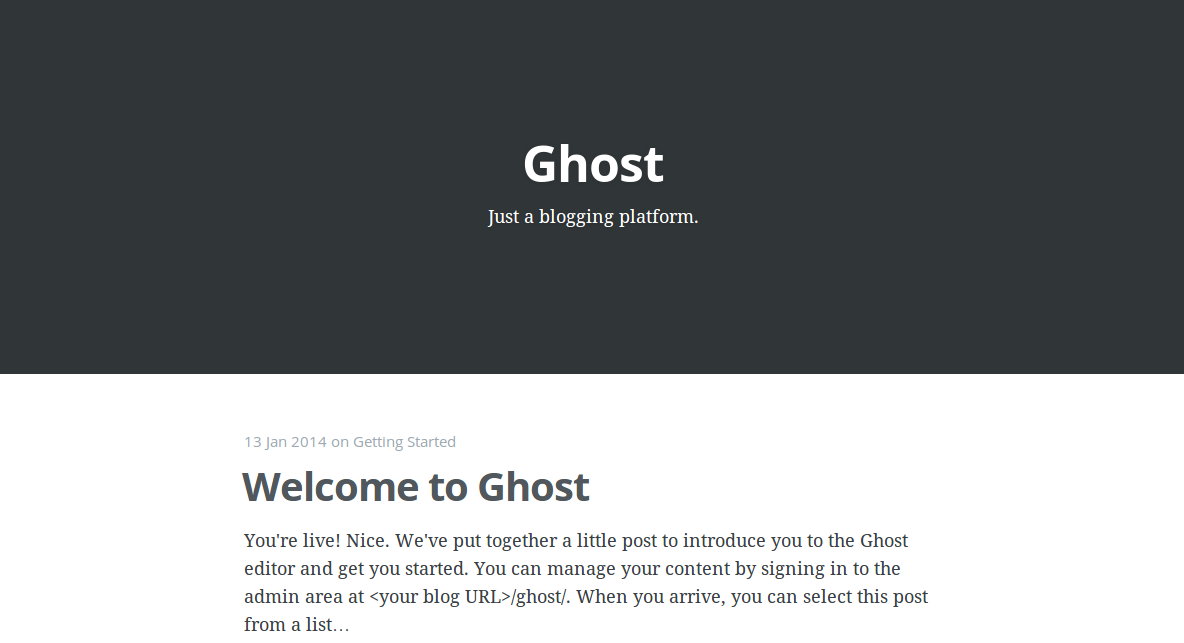 Ghost
Just a blogging platform.
13 Jan 2014 on Getting Started
Welcome to Ghost
You're live! Nice. We've put together a little post to introduce you to the Ghost
editor and get you started. You can manage your content by signing in to the
admin area at <your blog URL>/ghost/. When you arrive, you can select this post
from a list…